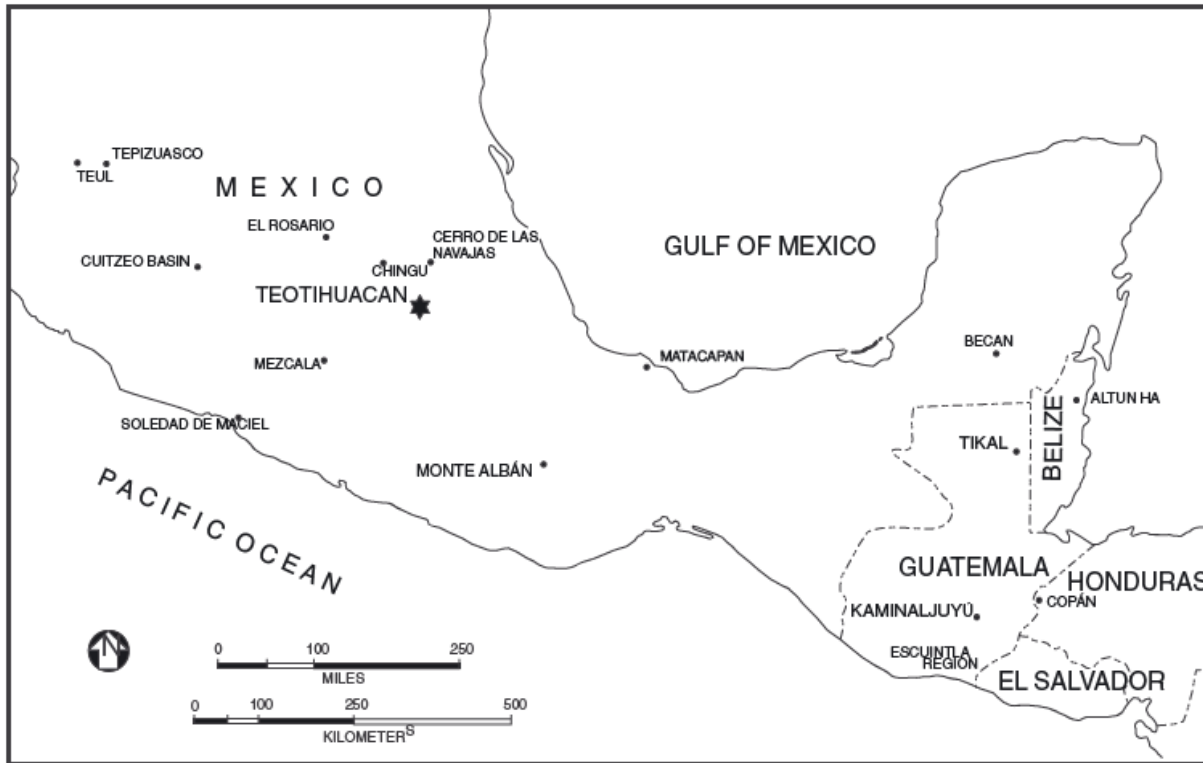 TEPIZUASCO
TEUL
MEXICO
EL ROSARIO
CERRO DE LAS
NAVAJAS
GULF OF MEXICO
CUITZEO BASIN
CHINGU
TEOTIHUACAN
BECAN
MATACAPAN
MEZCALA
ALTUN HA
BELIZE
SOLEDAD DE MACIEL
TIKAL
MONTE ALBÁN
PACIFIC OCEAN
GUATEMALA
HONDURAS
KAMINALJUYÚ
COPÁN
ESCUINTLA
REGION
EL SALVADOR
N
0 100 250
MILES
0 100 250 500
KILOMETERS